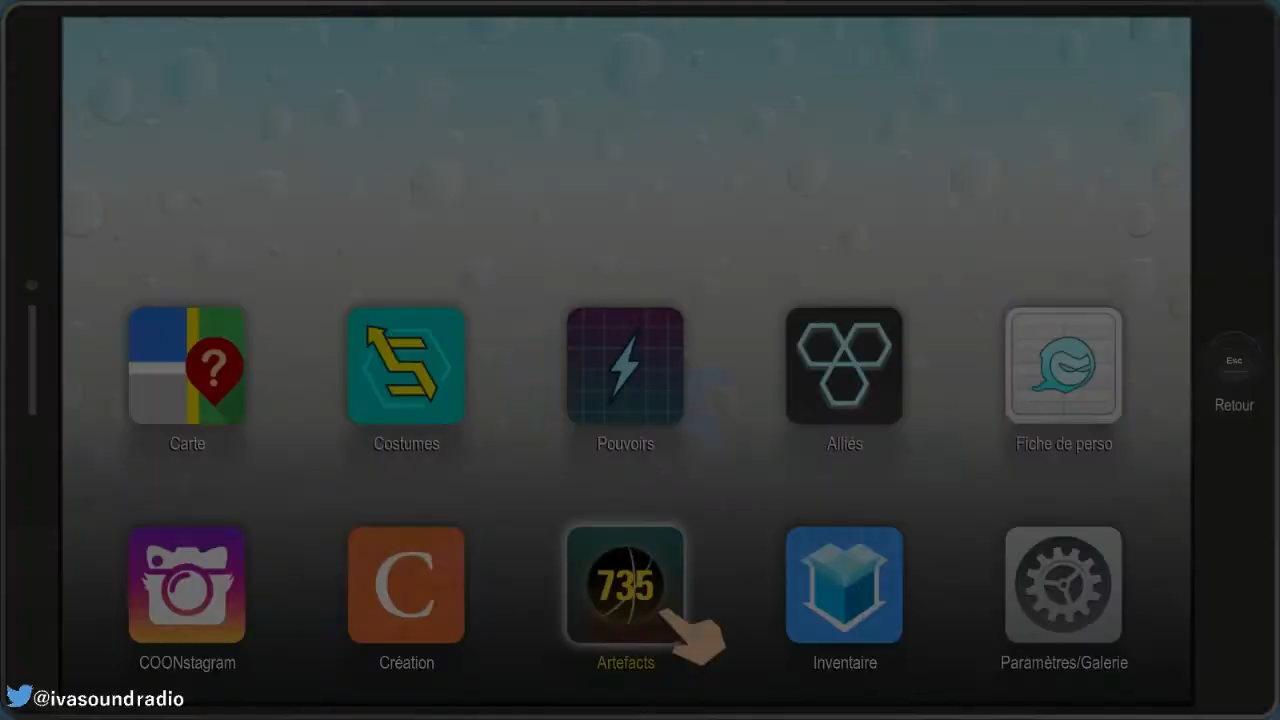 Carte
Costumes
Pouvoirs
Alliés
Fiche de perso
Esc
Retour
735
C
COONstagram
Création
Artefacts
Inventaire
Paramètres/Galerie
@ivasoundradio